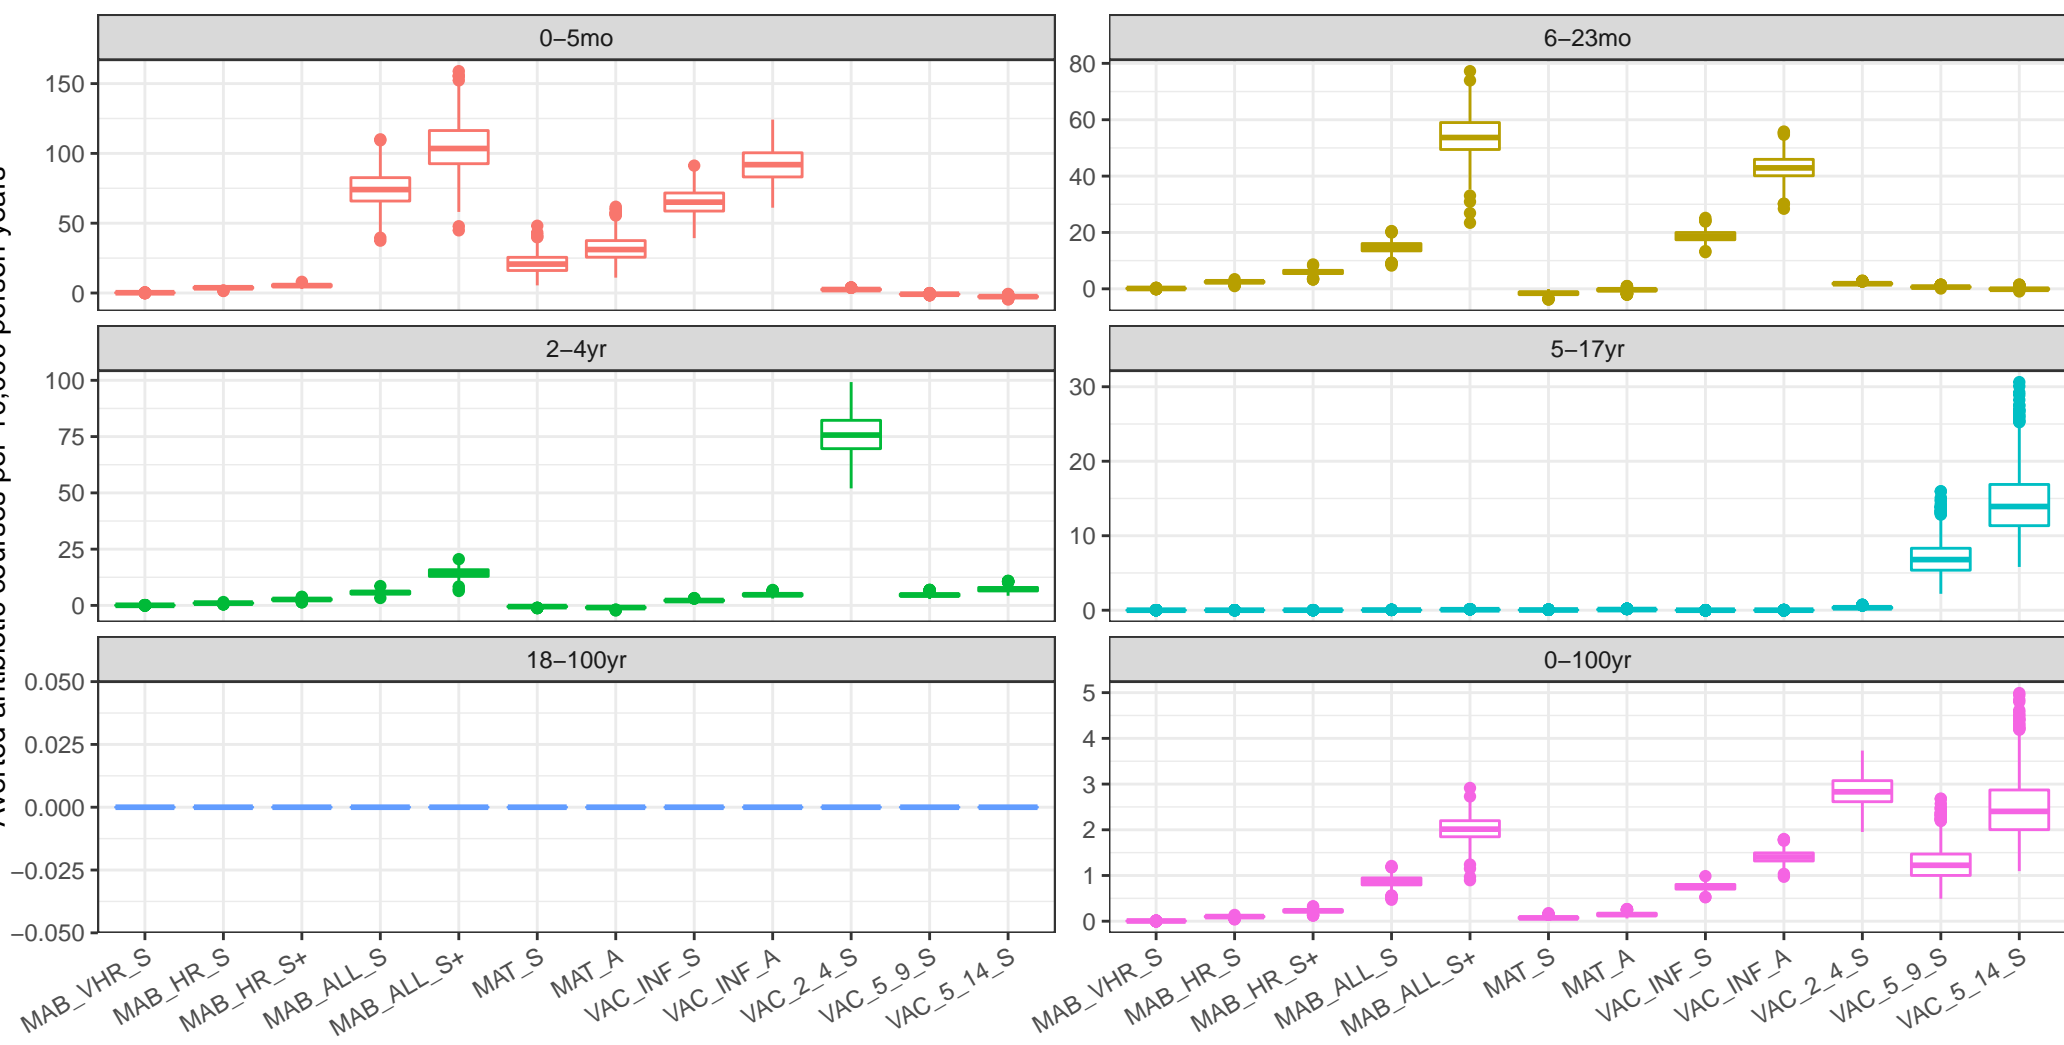 0−5mo
6−23mo
150
100
50
0
80
60
40
20
0
2−4yr
5−17yr
100
75
50
25
0
30
20
10
0
18−100yr
0−100yr
0.050
0.025
0.000
−0.025
−0.050
5
4
3
2
1
0
MAB_VHR_S
MAB_HR_S
MAB_HR_S+
MAB_ALL_S
MAB_ALL_S+
MAT_S
MAT_A
VAC_INF_S
VAC_INF_A
VAC_2_4_S
VAC_5_9_S
VAC_5_14_S
MAB_VHR_S
MAB_HR_S
MAB_HR_S+
MAB_ALL_S
MAB_ALL_S+
MAT_S
MAT_A
VAC_INF_S
VAC_INF_A
VAC_2_4_S
VAC_5_9_S
VAC_5_14_S